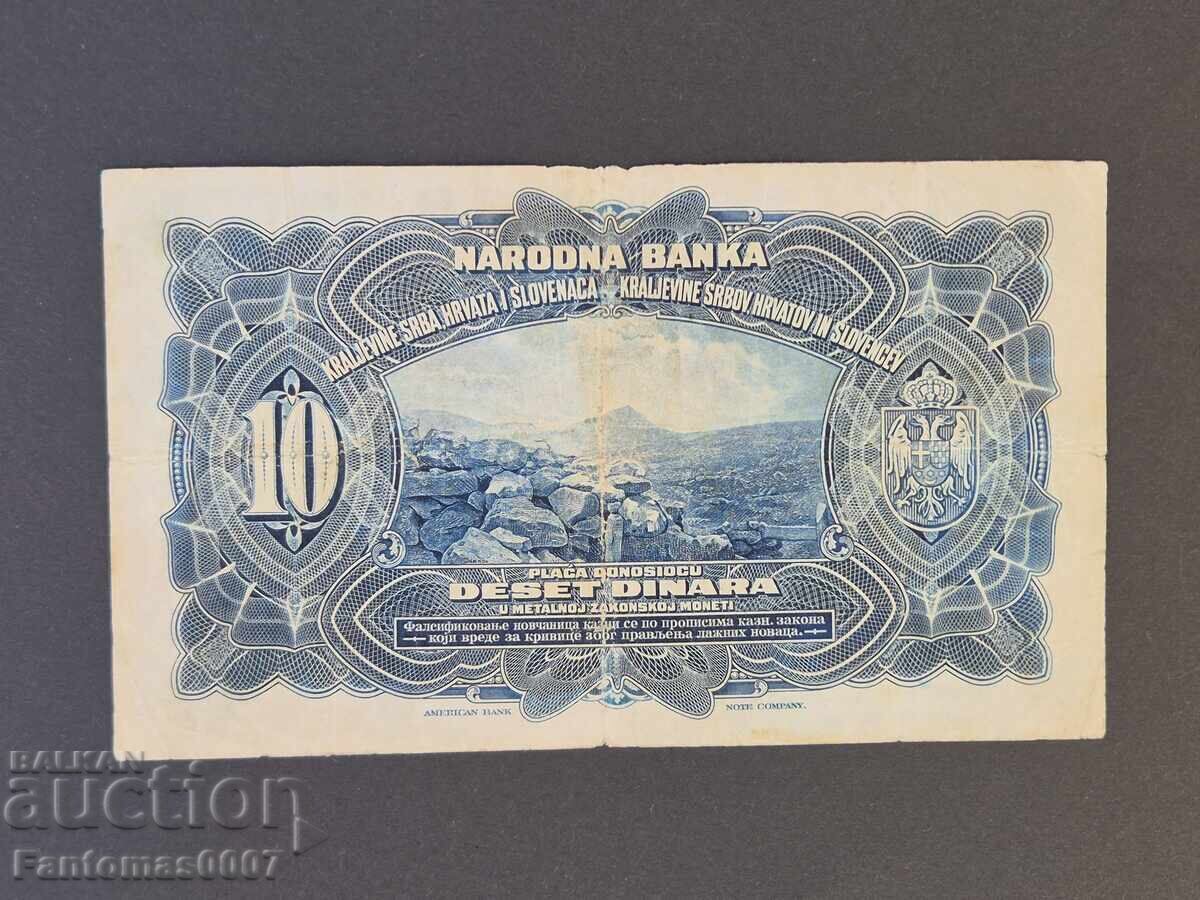 NARODNA BANKA
KRALJEVINE SRBA, HRVATA I SLOVENACA KRALJEVINE SRBOV, HRVATOV IN SLOVENCEV
10
PLAĆA DONOSIOCU
DESET DINARA
U METALNOJ ZAKONSKOJ MONETI
Фалсификовање новчаница казни се по прописима казн. закона
који вреде за кривице због прављења лажних новаца.
AMERICAN BANK NOTE COMPANY.
BALKAN
auction
Fantomas0007